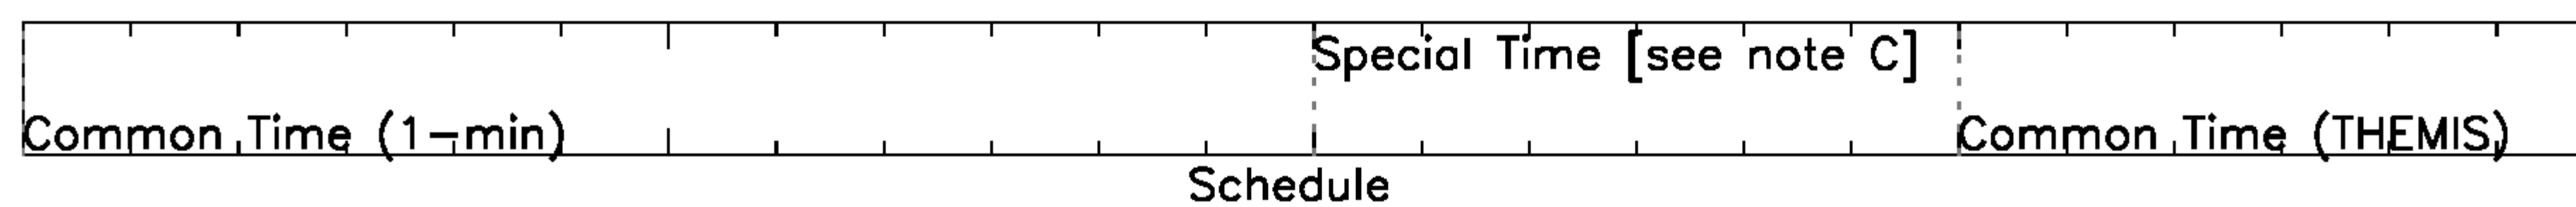 Special Time [see note C]
Common Time (1-min)
Common Time (THEMIS)
Schedule